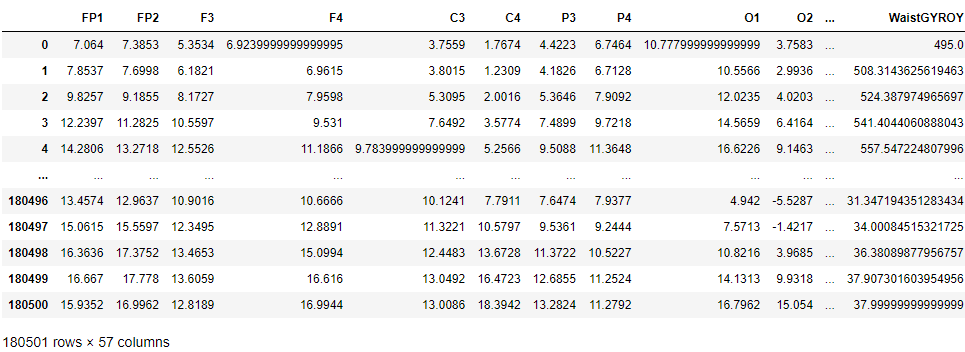 FP1 FP2 F3 F4 C3 C4 P3 P4 O1 O2 ... WaistGYROY
0 7.064 7.3853 5.3534 6.9239999999999995 3.7559 1.7674 4.4223 6.7464 10.777999999999999 3.7583 ... 495.0
1 7.8537 7.6998 6.1821 6.9615 3.8015 1.2309 4.1826 6.7128 10.5566 2.9936 ... 508.3143625619463
2 9.8257 9.1855 8.1727 7.9598 5.3095 2.0016 5.3646 7.9092 12.0235 4.0203 ... 524.387974965697
3 12.2397 11.2825 10.5597 9.531 7.6492 3.5774 7.4899 9.7218 14.5659 6.4164 ... 541.4044060888043
4 14.2806 13.2718 12.5526 11.1866 9.783999999999999 5.2566 9.5088 11.3648 16.6226 9.1463 ... 557.547224807996
... ... ... ... ... ... ... ... ... ... ... ... ...
180496 13.4574 12.9637 10.9016 10.6666 10.1241 7.7911 7.6474 7.9377 4.942 -5.5287 ... 31.347194351283434
180497 15.0615 15.5597 12.3495 12.8891 11.3221 10.5797 9.5361 9.2444 7.5713 -1.4217 ... 34.00084515321725
180498 16.3636 17.3752 13.4653 15.0994 12.4483 13.6728 11.3722 10.5227 10.8216 3.9685 ... 36.38089877956757
180499 16.667 17.778 13.6059 16.616 13.0492 16.4723 12.6855 11.2524 14.1313 9.9318 ... 37.907301603954956
180500 15.9352 16.9962 12.8189 16.9944 13.0086 18.3942 13.2824 11.2792 16.7962 15.054 ... 37.99999999999999
180501 rows × 57 columns